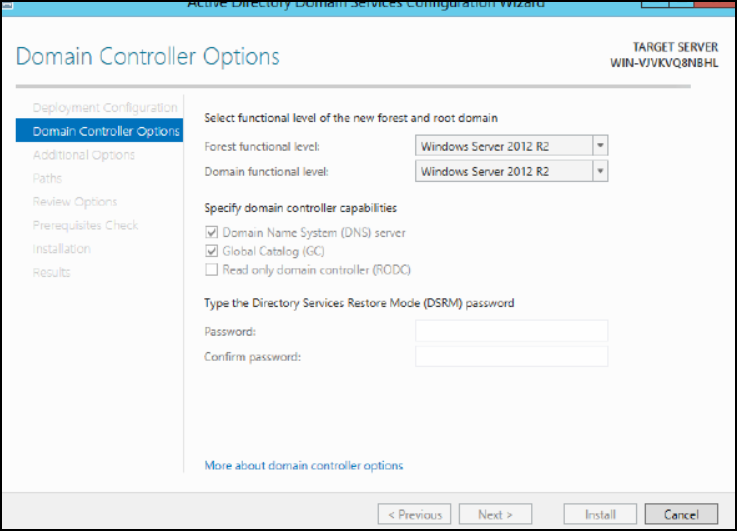 Active Directory Domain Services Configuration Wizard
Domain Controller Options
TARGET SERVER
WIN-VJVKVQ8NBHL
Deployment Configuration
Domain Controller Options
Additional Options
Paths
Review Options
Prerequisites Check
Installation
Results
Select functional level of the new forest and root domain
Forest functional level: Windows Server 2012 R2
Domain functional level: Windows Server 2012 R2
Specify domain controller capabilities
Domain Name System (DNS) server
Global Catalog (GC)
Read only domain controller (RODC)
Type the Directory Services Restore Mode (DSRM) password
Password:
Confirm password:
More about domain controller options
< Previous Next > Install Cancel